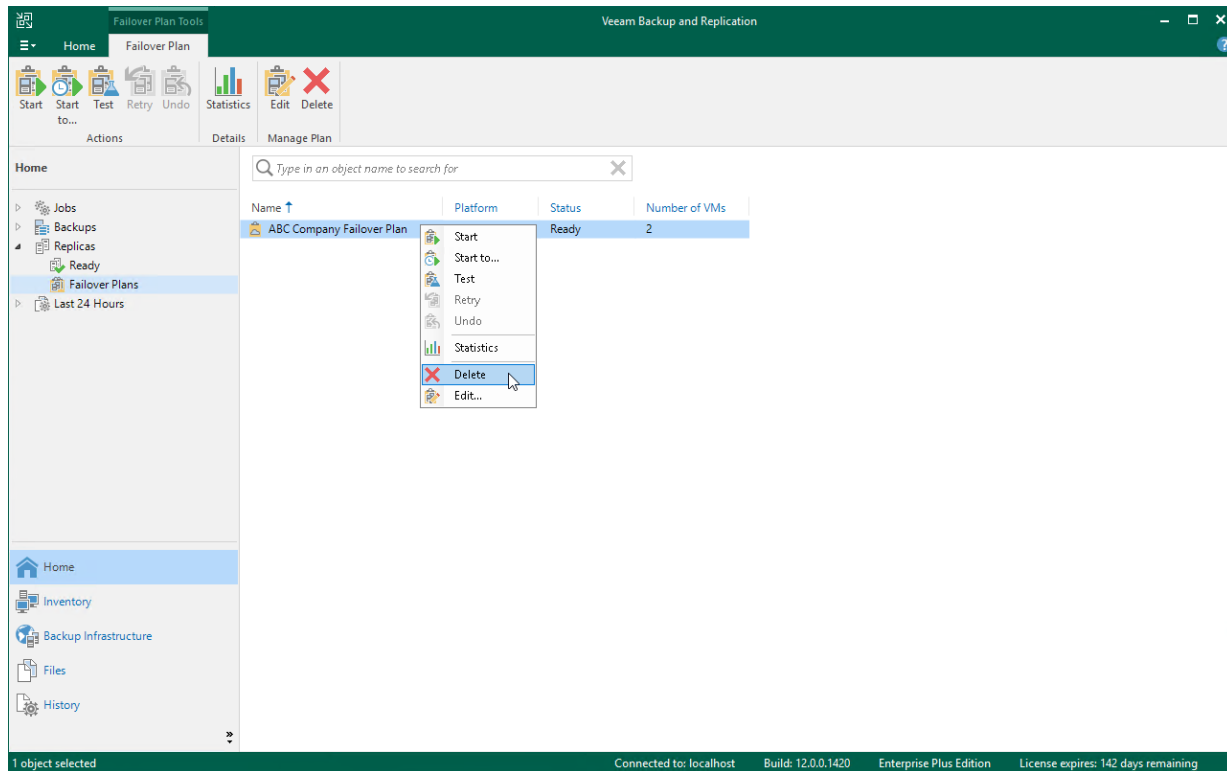 Failover Plan Tools
Veeam Backup and Replication
Home
Failover Plan
Start
Start to...
Test
Retry
Undo
Statistics
Edit
Delete
Actions
Details
Manage Plan
Home
Type in an object name to search for
Jobs
Backups
Replicas
Ready
Failover Plans
Last 24 Hours
Name
Platform
Status
Number of VMs
ABC Company Failover Plan
Ready
2
Start
Start to...
Test
Retry
Undo
Statistics
Delete
Edit...
Home
Inventory
Backup Infrastructure
Files
History
1 object selected
Connected to: localhost
Build: 12.0.0.1420
Enterprise Plus Edition
License expires: 142 days remaining